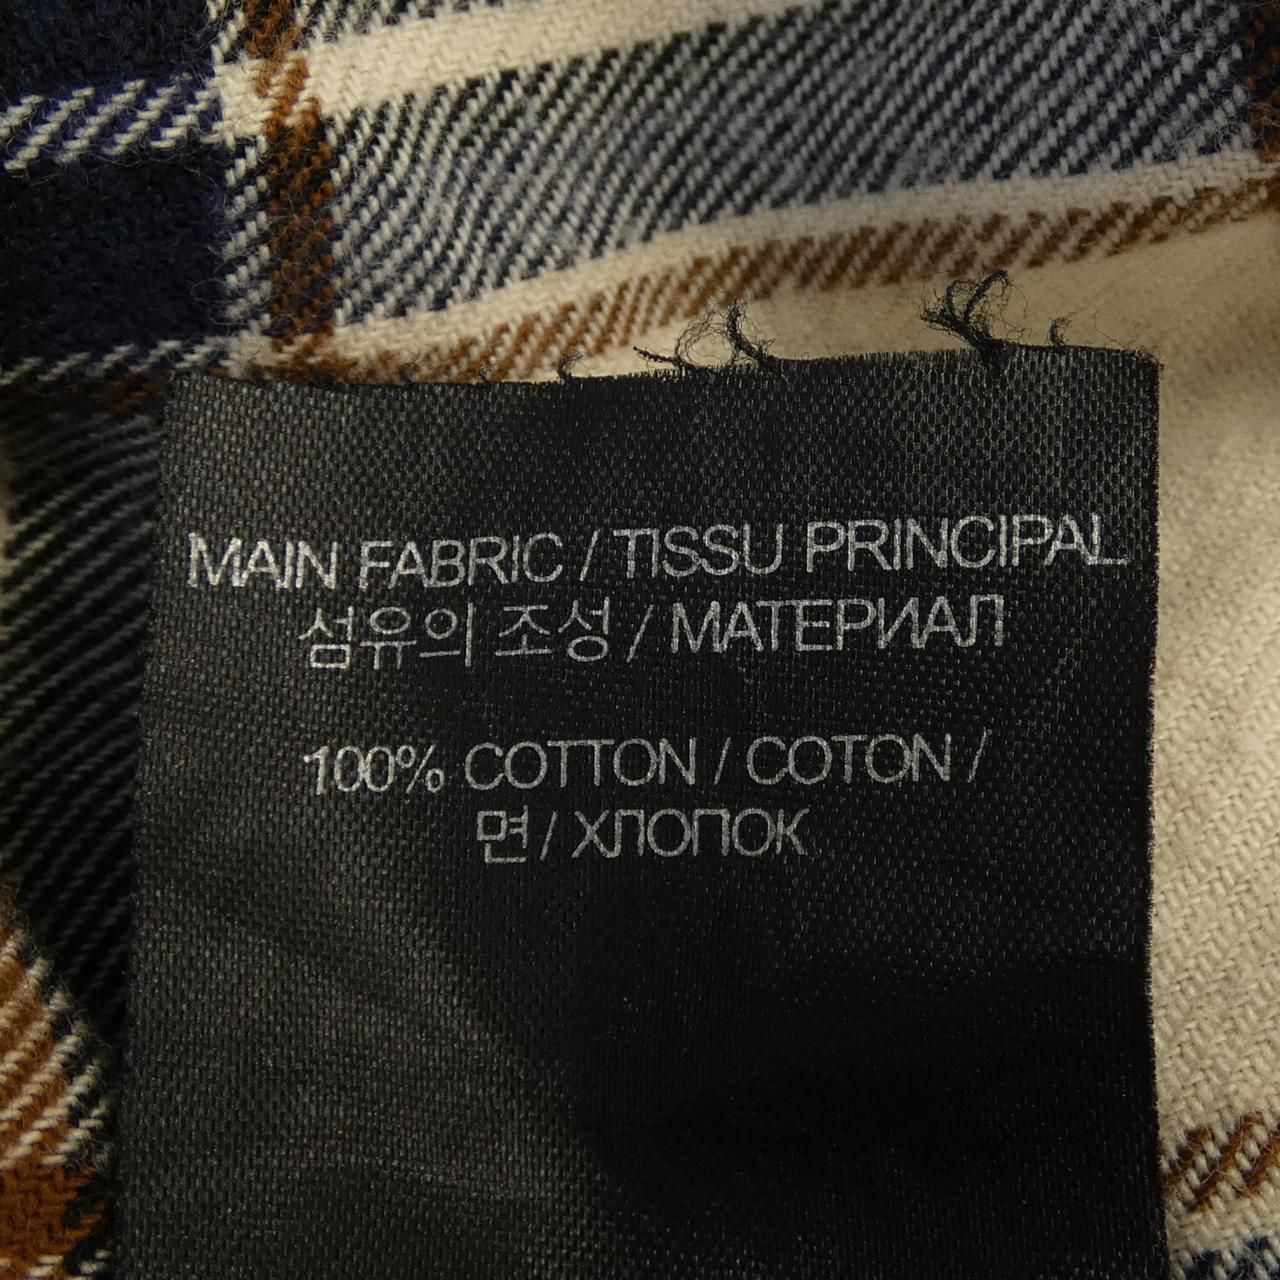 MAIN FABRIC / TISSU PRINCIPAL
섬유의 조성 / МАТЕРИАЛ
100% COTTON / COTON /
면 / ХЛОПОК